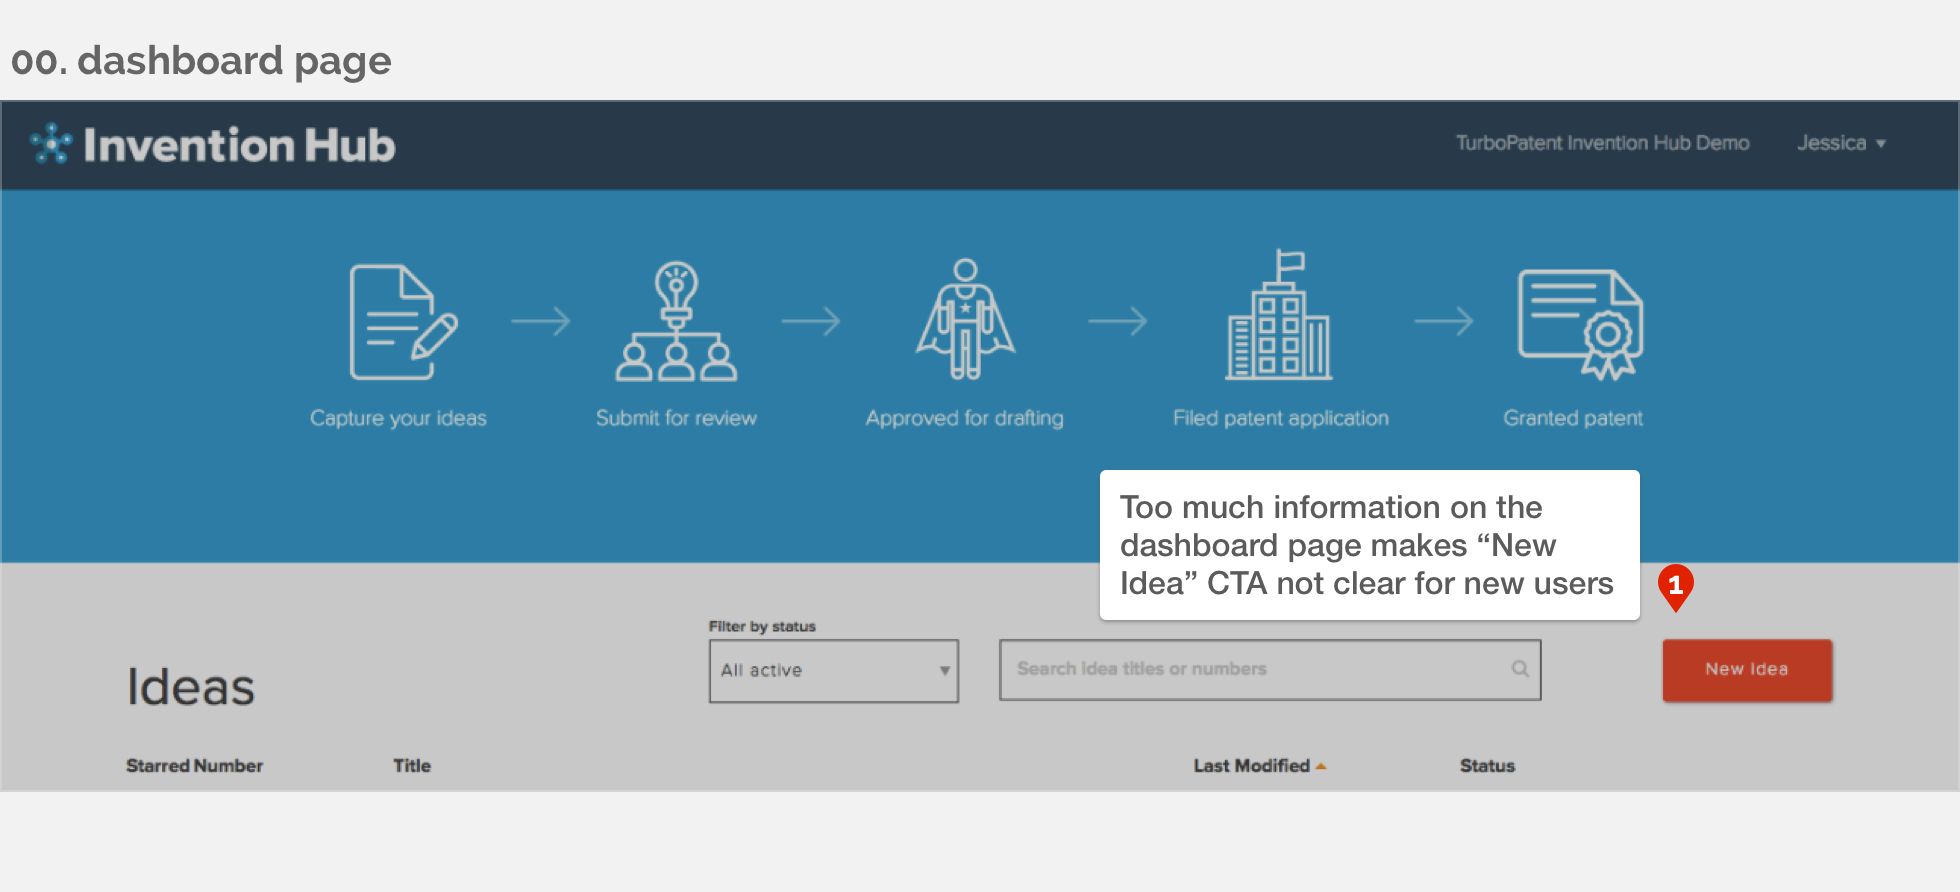 00. dashboard page
Invention Hub
TurboPatent Invention Hub Demo
Jessica
Capture your ideas
Submit for review
Approved for drafting
Filed patent application
Granted patent
Too much information on the
dashboard page makes “New
Idea” CTA not clear for new users
1
Filter by status
Ideas
All active
Search idea titles or numbers
New Idea
Starred Number
Title
Last Modified
Status